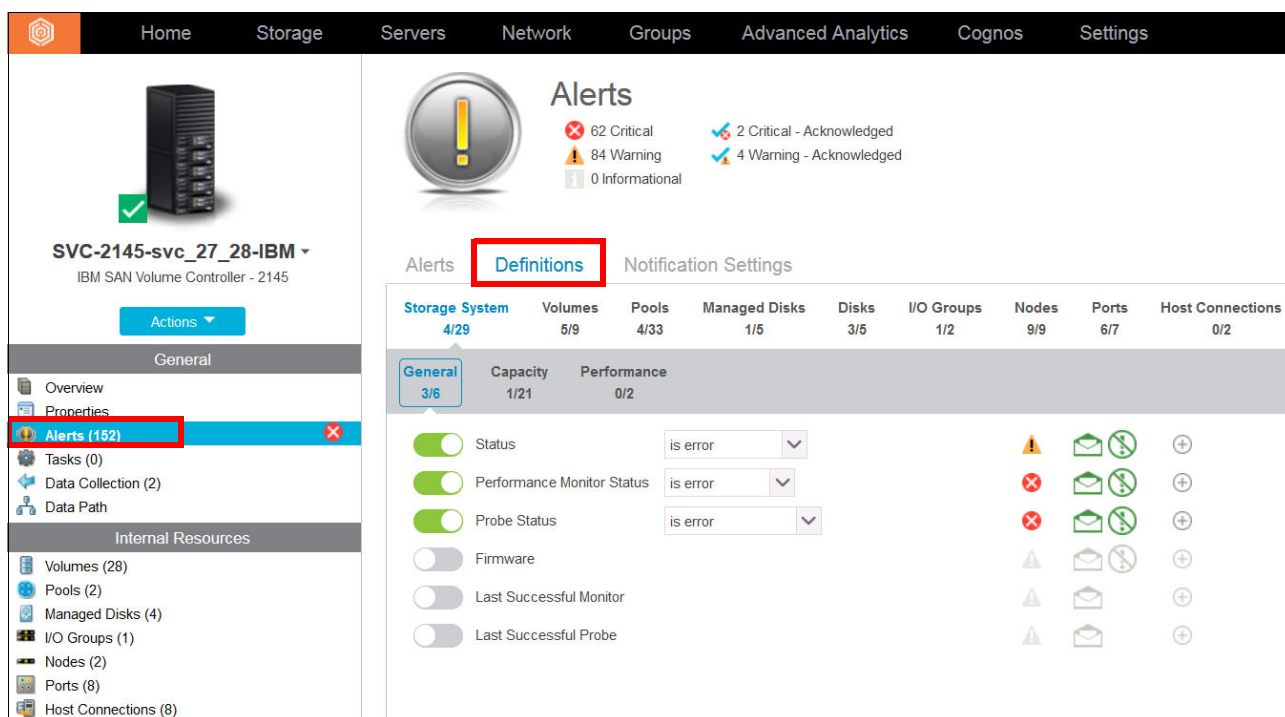 Home Storage Servers Network Groups Advanced Analytics Cognos Settings
SVC-2145-svc_27_28-IBM
IBM SAN Volume Controller - 2145
Actions
General
Overview
Properties
Alerts (152)
Tasks (0)
Data Collection (2)
Data Path
Internal Resources
Volumes (28)
Pools (2)
Managed Disks (4)
I/O Groups (1)
Nodes (2)
Ports (8)
Host Connections (8)
Alerts
62 Critical
84 Warning
0 Informational
2 Critical - Acknowledged
4 Warning - Acknowledged
Alerts Definitions Notification Settings
Storage System Volumes Pools Managed Disks Disks I/O Groups Nodes Ports Host Connections
4/29 5/9 4/33 1/5 3/5 1/2 9/9 6/7 0/2
General Capacity Performance
3/6 1/21 0/2
Status is error
Performance Monitor Status is error
Probe Status is error
Firmware
Last Successful Monitor
Last Successful Probe